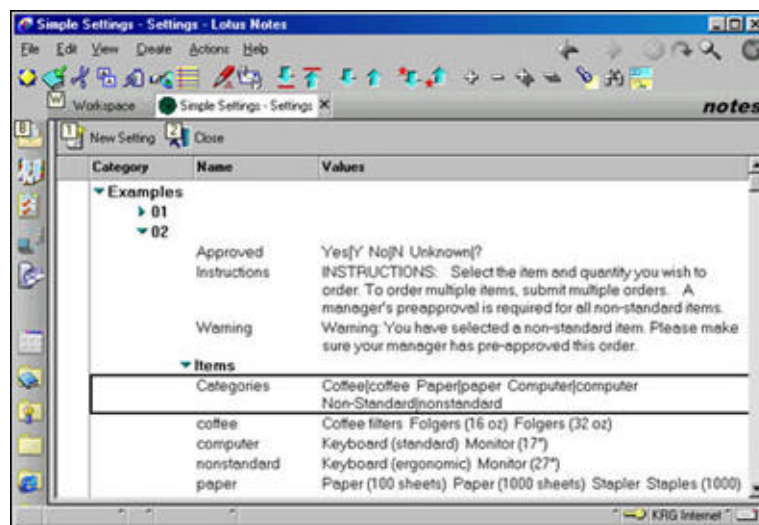 Simple Settings - Settings - Lotus Notes
File Edit View Create Actions Help
Workspace Simple Settings - Settings
notes
1 New Setting 2 Close
Category Name Values
Examples
01
02
Approved Yes|Y No|N Unknown|?
Instructions INSTRUCTIONS: Select the item and quantity you wish to
order. To order multiple items, submit multiple orders. A
manager's preapproval is required for all non-standard items.
Warning Warning: You have selected a non-standard item. Please make
sure your manager has pre-approved this order.
Items
Categories Coffee|coffee Paper|paper Computer|computer
Non-Standard|nonstandard
coffee Coffee filters Folgers (16 oz) Folgers (32 oz)
computer Keyboard (standard) Monitor (17")
nonstandard Keyboard (ergonomic) Monitor (27")
paper Paper (100 sheets) Paper (1000 sheets) Stapler Staples (1000)
KRG Internet